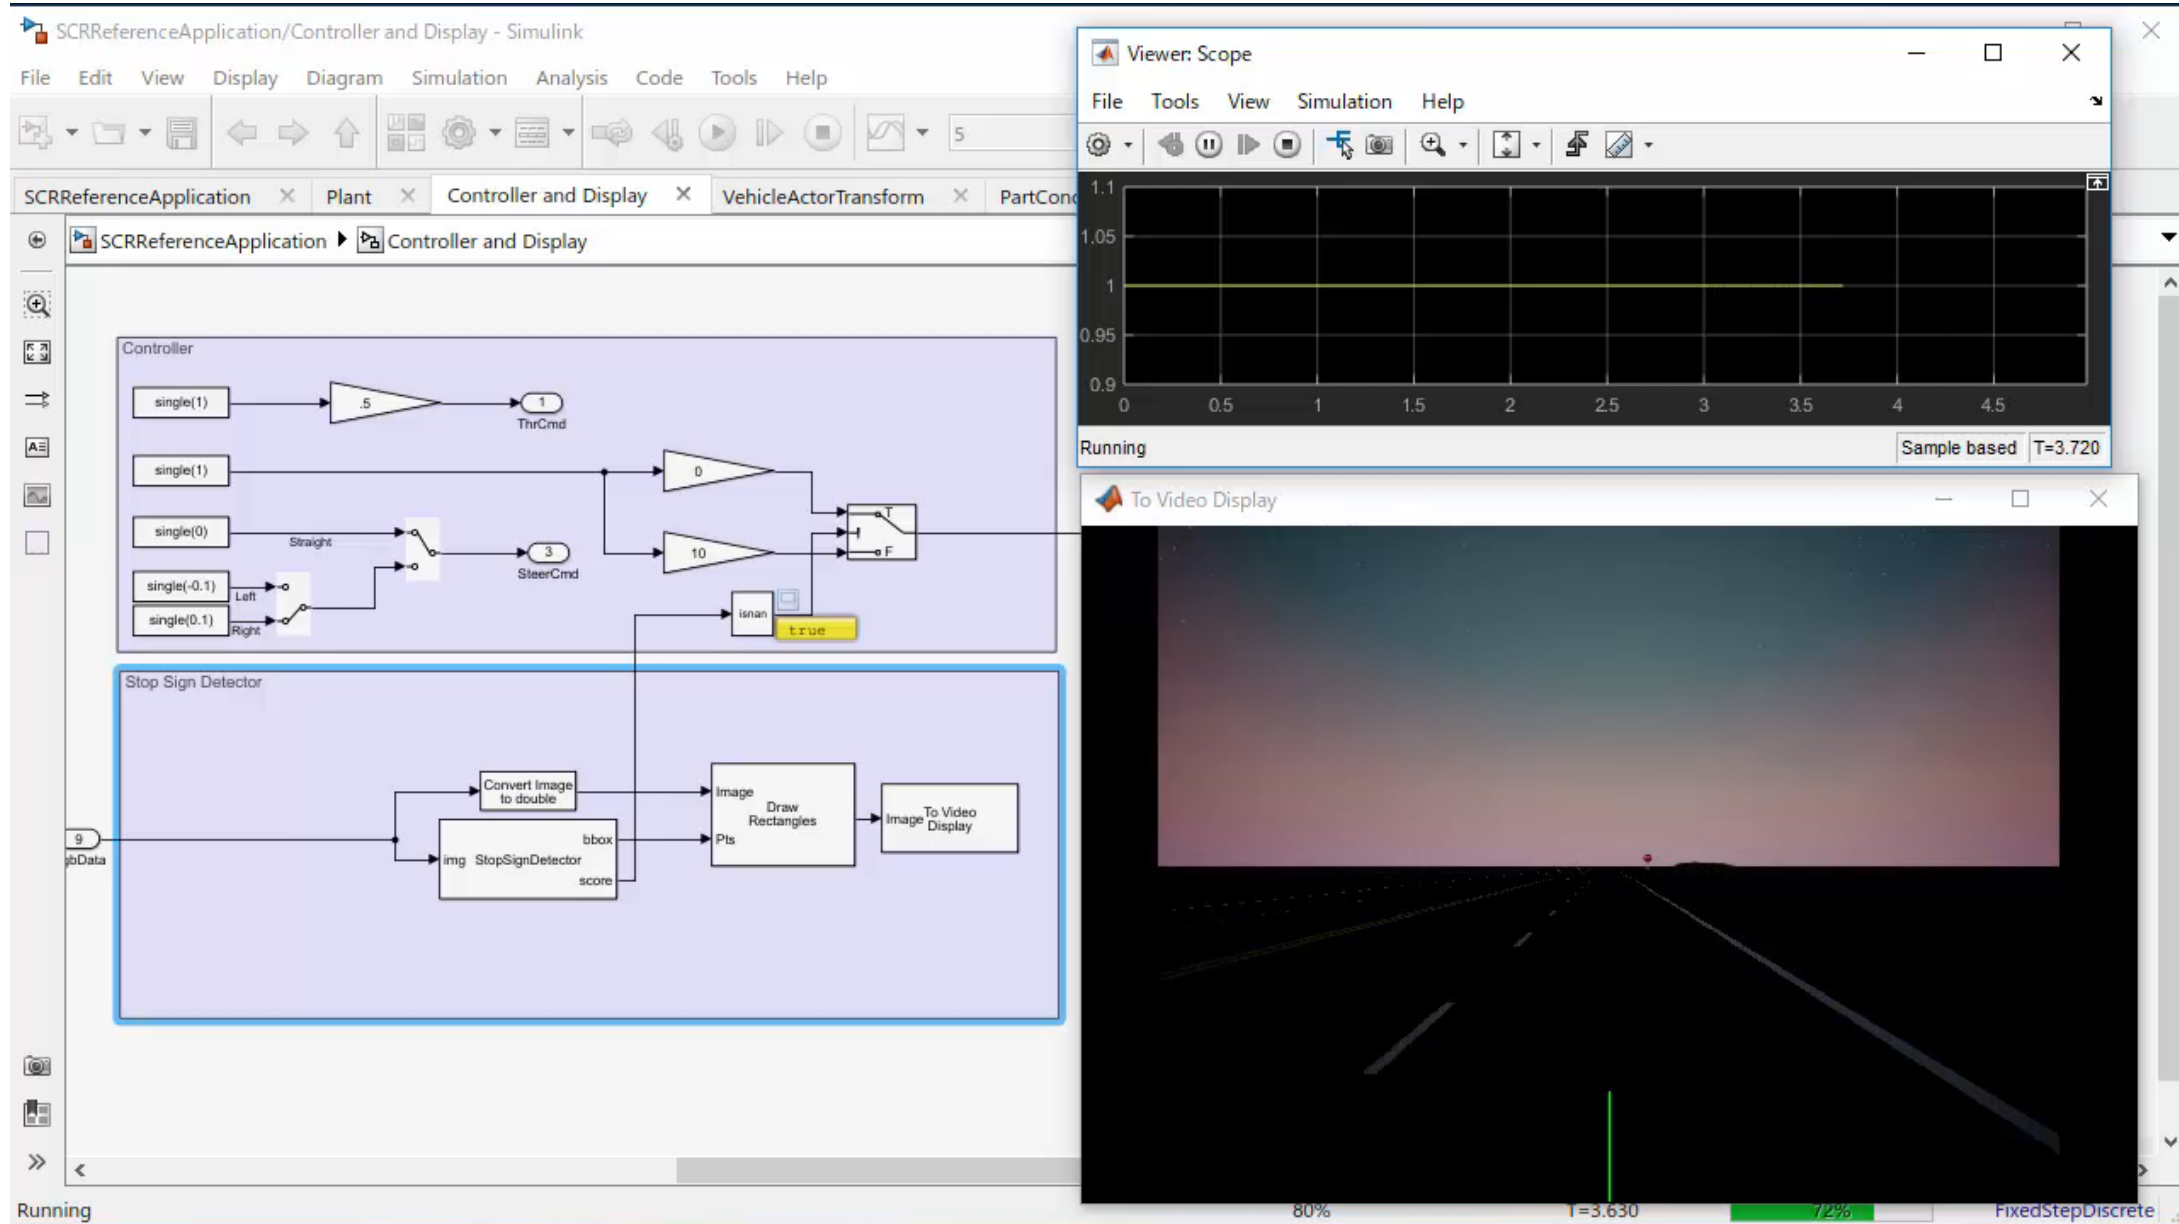 SCRReferenceApplication/Controller and Display - Simulink
File Edit View Display Diagram Simulation Analysis Code Tools Help
5
SCRReferenceApplication Plant Controller and Display VehicleActorTransform PartConc
SCRReferenceApplication Controller and Display
Controller
single(1)
.5
1
ThrCmd
single(1)
0
T
single(0)
Straight
10
F
3
SteerCmd
single(-0.1)
Left
isnan
single(0.1)
Right
true
Stop Sign Detector
Convert Image
to double
Image
Draw
Rectangles
Pts
Image
To Video
Display
9
gbData
bbox
img StopSignDetector
score
Running
80%
T=3.630
72%
FixedStepDiscrete
Viewer: Scope
File Tools View Simulation Help
1.1
1.05
1
0.95
0.9
0 0.5 1 1.5 2 2.5 3 3.5 4 4.5
Running
Sample based T=3.720
To Video Display